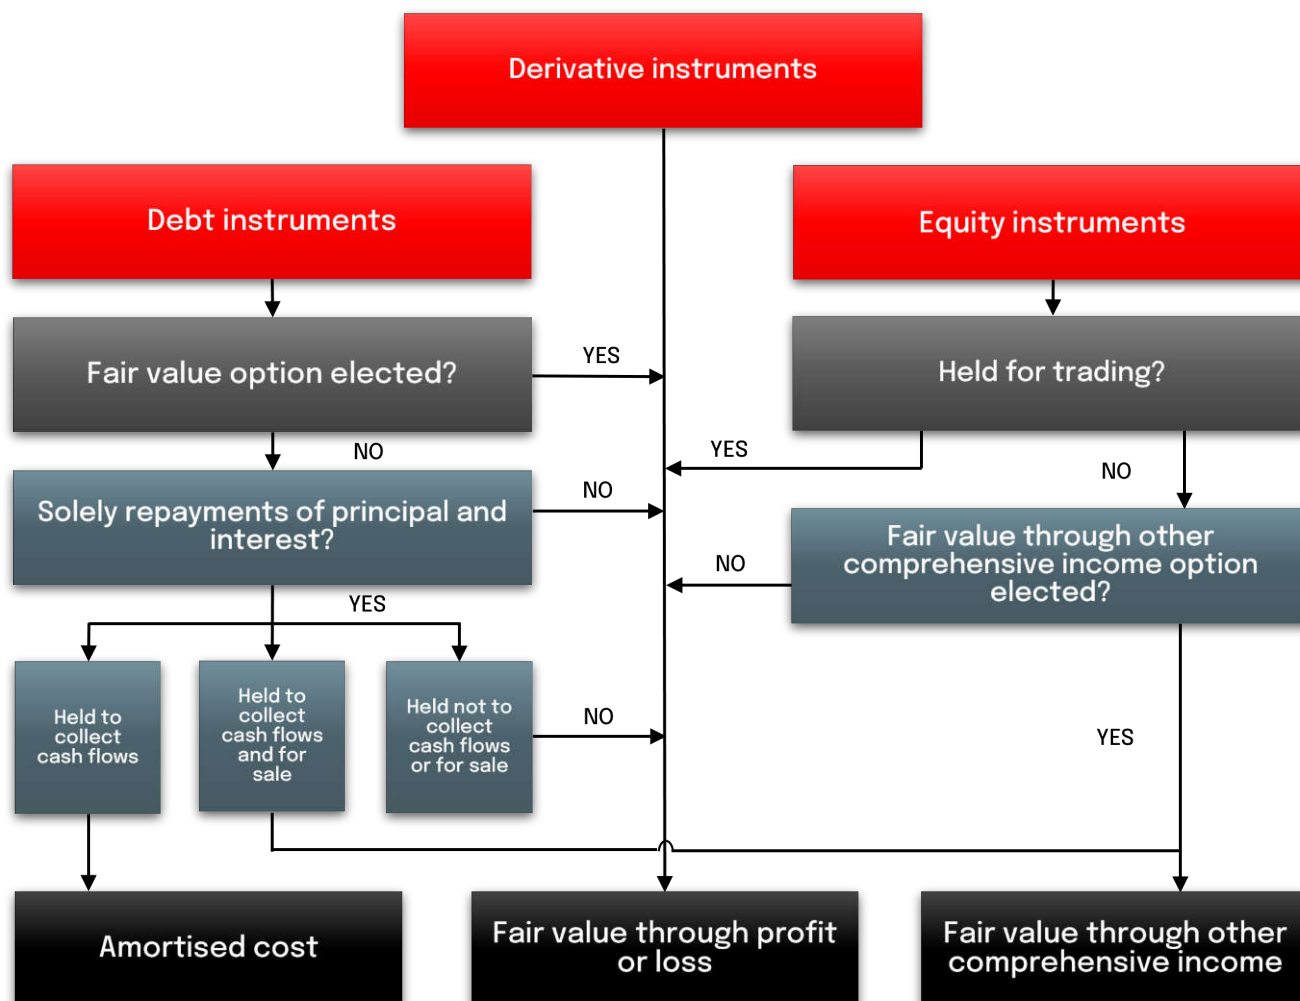 Derivative instruments
Debt instruments
Equity instruments
Fair value option elected?
YES
Held for trading?
NO
YES
NO
Solely repayments of principal and
interest?
NO
Fair value through other
comprehensive income option
elected?
NO
YES
Held to
collect
cash flows
Held to
collect
cash flows
and for
sale
Held not to
collect
cash flows
or for sale
NO
YES
Amortised cost
Fair value through profit
or loss
Fair value through other
comprehensive income